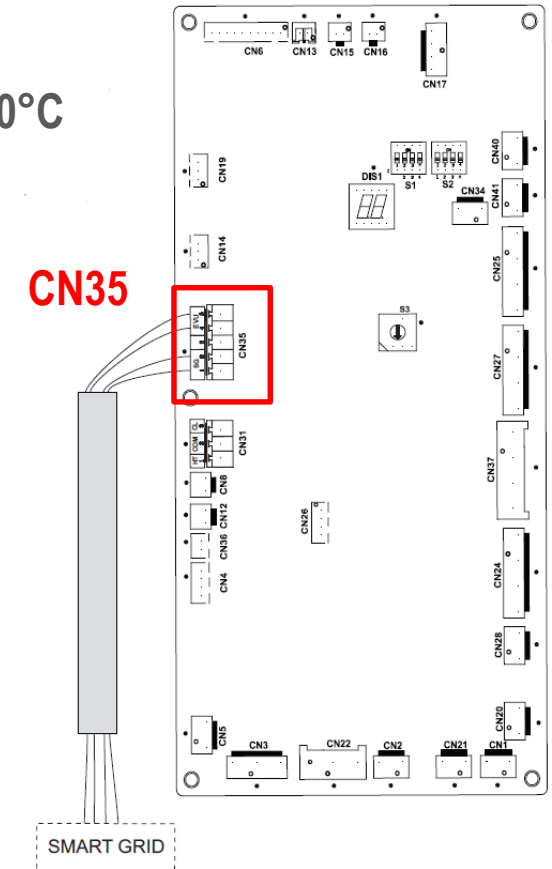 CN6 CN13 CN15 CN16
CN17
0°C
DIS1
S1 S2
CN34
CN40
CN41
CN19
CN14
CN25
CN35
EVU
SG
CN35
S3
CN27
CL
COM
HT
CN31
CN37
CN8
CN12
CN36
CN4
CN26
CN24
CN28
CN5
CN20
CN3 CN22 CN2 CN21 CN1
SMART GRID